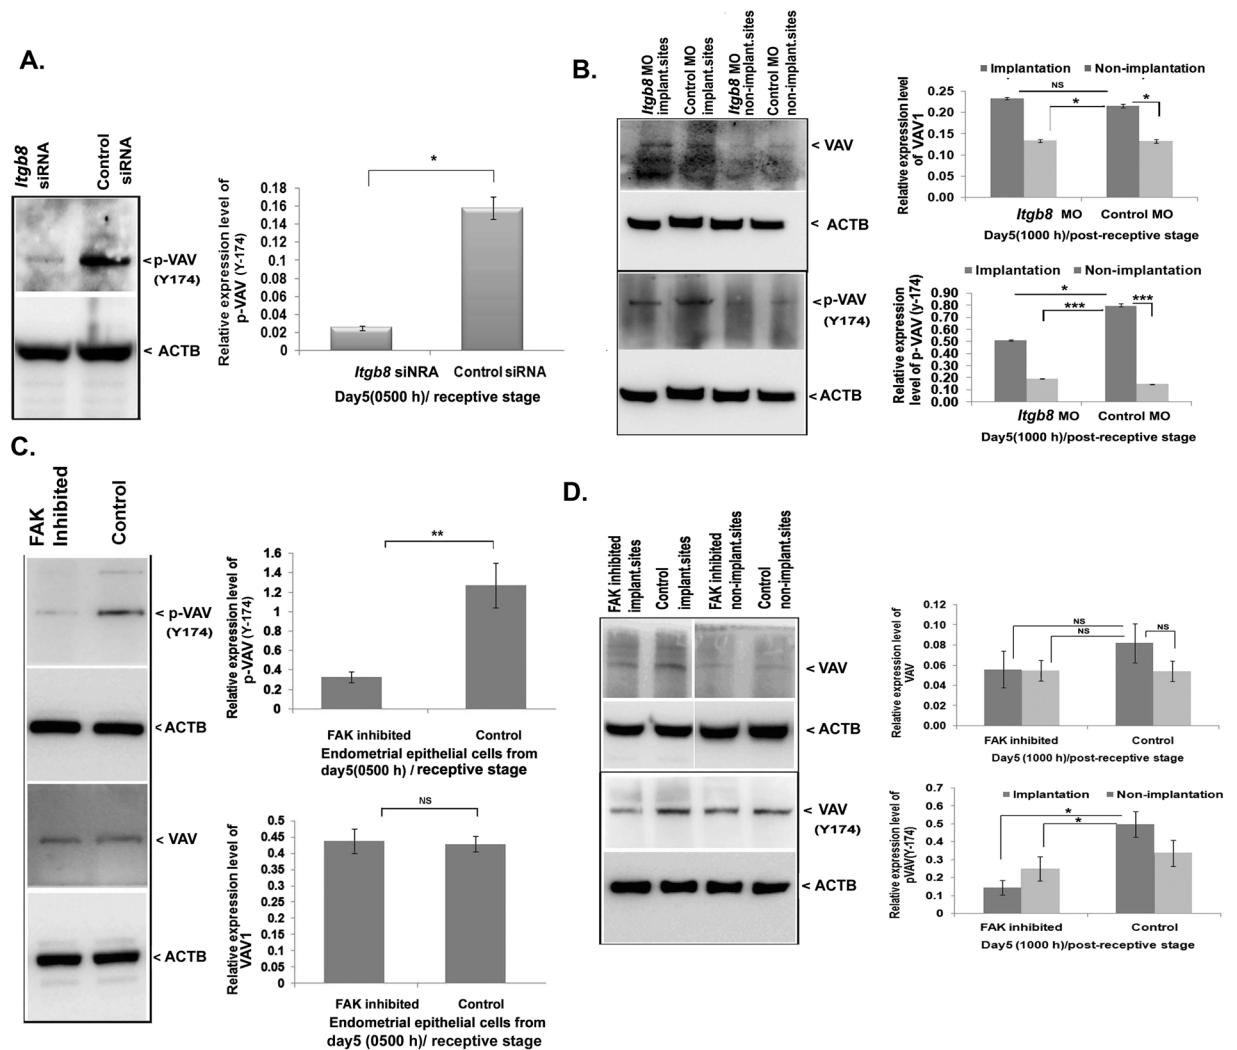 A.
Itgb8
siRNA
Control
siRNA
<p-VAV
(Y174)
< ACTB
Relative expression level of
p-VAV (Y-174)
*
0.18
0.16
0.14
0.12
0.1
0.08
0.06
0.04
0.02
0
Itgb8 siNRA
Control siRNA
Day5(0500 h)/ receptive stage
B.
Itgb8 MO
implant.sites
Control MO
implant.sites
Itgb8 MO
non-implant.sites
Control MO
non-implant.sites
< VAV
< ACTB
<p-VAV
(Y174)
< ACTB
Implantation
Non-implantation
Relative expression level
of VAV1
NS
*
*
0.25
0.20
0.15
0.10
0.05
0.00
Itgb8 MO
Control MO
Day5(1000 h)/post-receptive stage
Implantation
Non-implantation
Relative expression
level of p-VAV (y-174)
*
***
***
0.90
0.80
0.70
0.60
0.50
0.40
0.30
0.20
0.10
0.00
Itgb8 MO
Control MO
Day5(1000 h)/post-receptive stage
C.
FAK
Inhibited
Control
< p-VAV
(Y174)
<ACTB
< VAV
< ACTB
Relative expression level of
p-VAV (Y-174)
**
1.6
1.4
1.2
1
0.8
0.6
0.4
0.2
0
FAK inhibited
Control
Endometrial epithelial cells from
day5(0500 h) / receptive stage
Relative expression level of
VAV1
NS
0.5
0.45
0.4
0.35
0.3
0.25
0.2
0.15
0.1
0.05
0
FAK inhibited
Control
Endometrial epithelial cells from
day5 (0500 h)/ receptive stage
D.
FAK inhibited
implant.sites
Control
implant.sites
FAK inhibited
non-implant.sites
Control
non-implant.sites
< VAV
< ACTB
< VAV
(Y174)
< ACTB
Relative expression level of
VAV
NS
NS
NS
0.12
0.10
0.08
0.06
0.04
0.02
0.00
FAK inhibited
Control
Day5 (1000 h)/post-receptive stage
Implantation
Non-implantation
Relative expression level of
pVAV(Y-174)
*
*
0.7
0.6
0.5
0.4
0.3
0.2
0.1
0
FAK inhibited
Control
Day5 (1000 h)/post-receptive stage